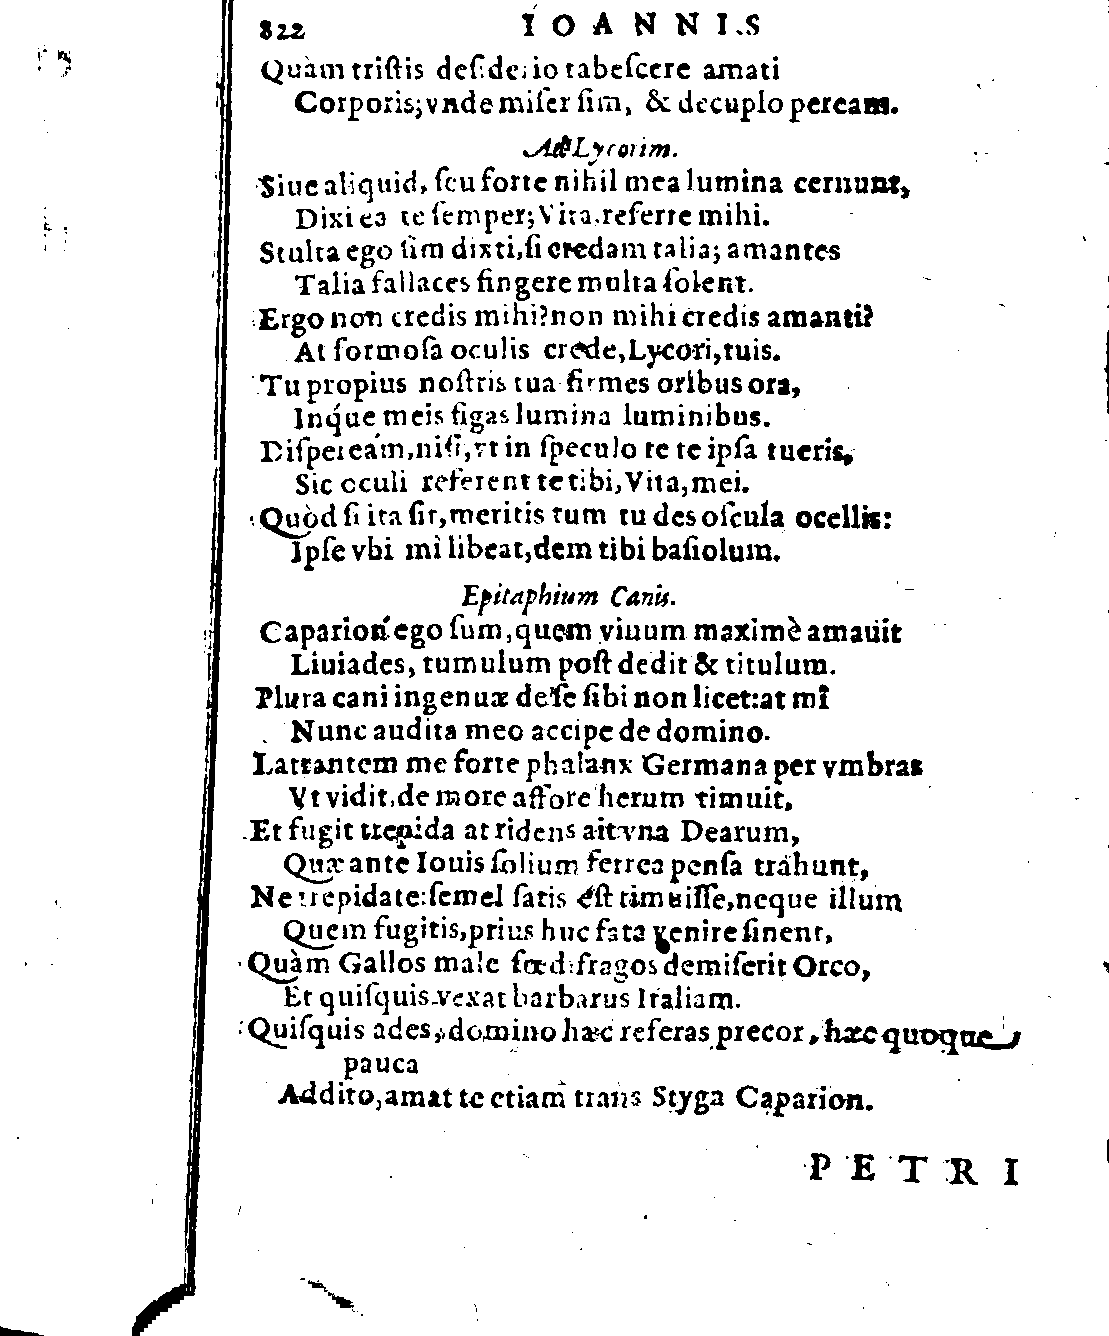 822 IOANNIS
Quàm tristis desiderio tabescere amati
Corporis; vnde miser sim, & decuplo peream.
Ad Lycorim.
Siue aliquid, seu forte nihil mea lumina cernunt,
Dixi ea te semper; Vita, referre mihi.
Stulta ego sim dixti, si credam talia; amantes
Talia fallaces fingere multa solent.
Ergo non credis mihi? non mihi credis amanti?
At formosa oculis crede, Lycori, tuis.
Tu propius nostris tua firmes oribus ora,
Inq́ue meis figas lumina luminibus.
Dispeream, nisi, vt in speculo te te ipsa tueris,
Sic oculi referent te tibi, Vita, mei.
Quòd si ita sit, meritis tum tu des oscula ocellis:
Ipse vbi mì libeat, dem tibi basiolum.
Epitaphium Canis.
Caparion ego sum, quem viuum maximè amauit
Liuiades, tumulum post dedit & titulum.
Plura cani ingenuæ de se sibi non licet: at mî
Nunc audita meo accipe de domino.
Latrantem me forte phalanx Germana per vmbras
Vt vidit, de more affore herum timuit,
Et fugit trepida at ridens ait vna Dearum,
Quæ ante Iouis solium ferrea pensa trahunt,
Ne trepidate: semel satis est timuisse, neque illum
Quem fugitis, prius huc fata venire sinent,
Quàm Gallos male fœdifragos demiserit Orco,
Et quisquis vexat barbarus Italiam.
Quisquis ades, domino hæc referas precor, hæc quoque
pauca
Addito, amat te etiam trans Styga Caparion.
PETRI